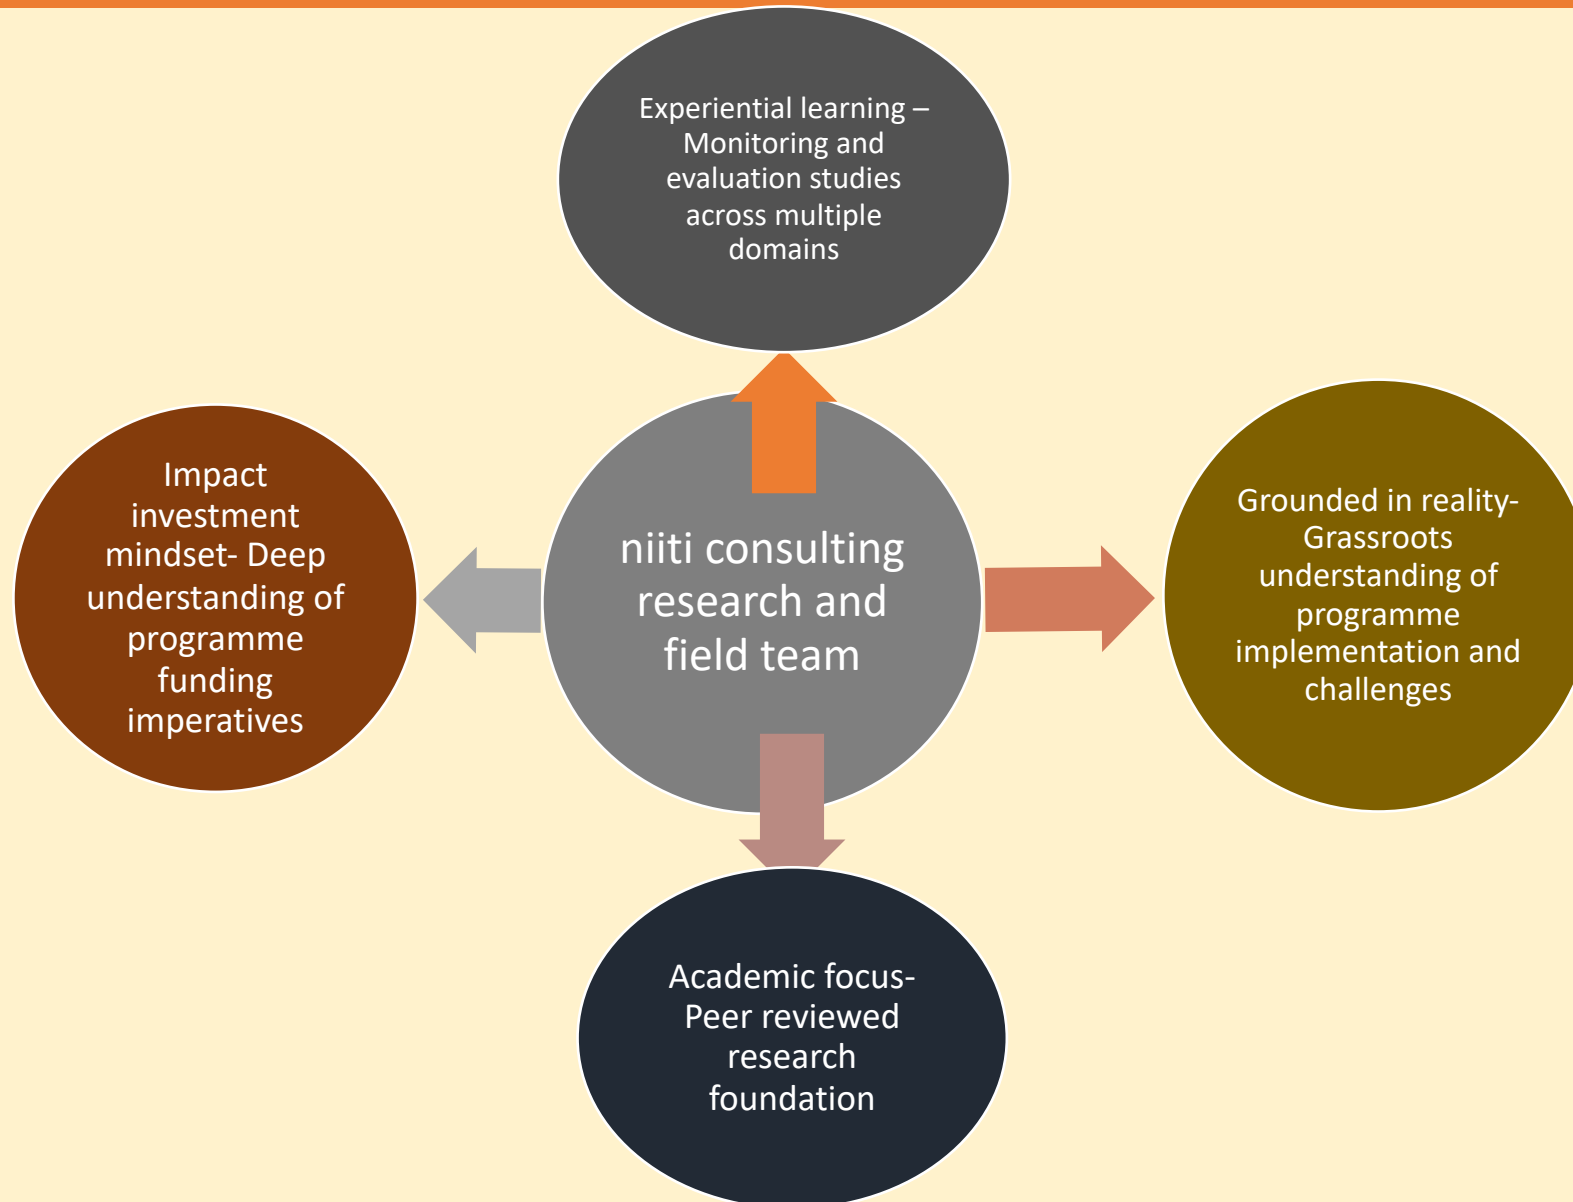 Experiential learning –
Monitoring and
evaluation studies
across multiple
domains
Impact
investment
mindset- Deep
understanding of
programme
funding
imperatives
niiti consulting
research and
field team
Grounded in reality-
Grassroots
understanding of
programme
implementation and
challenges
Academic focus-
Peer reviewed
research
foundation